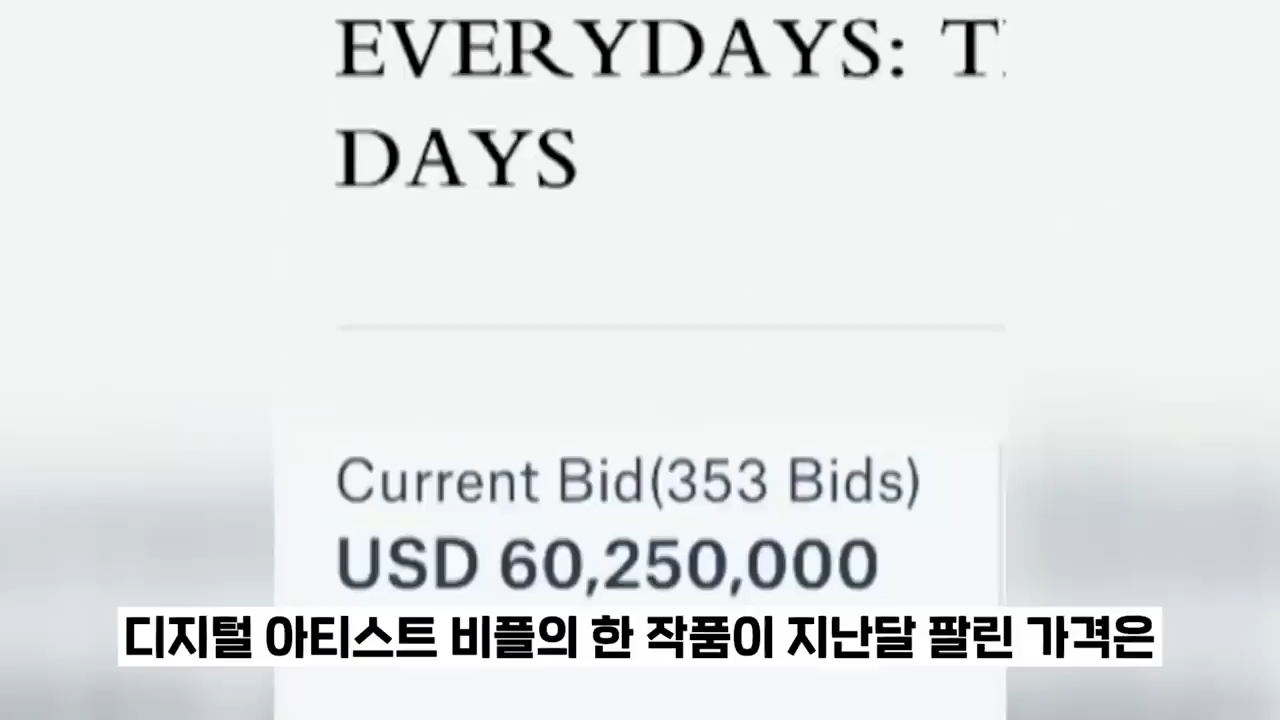 EVERYDAYS:
DAYS
Current Bid(353 Bids)
USD 60,250,000
디지털 아티스트 비플의 한 작품이 지난달 팔린 가격은